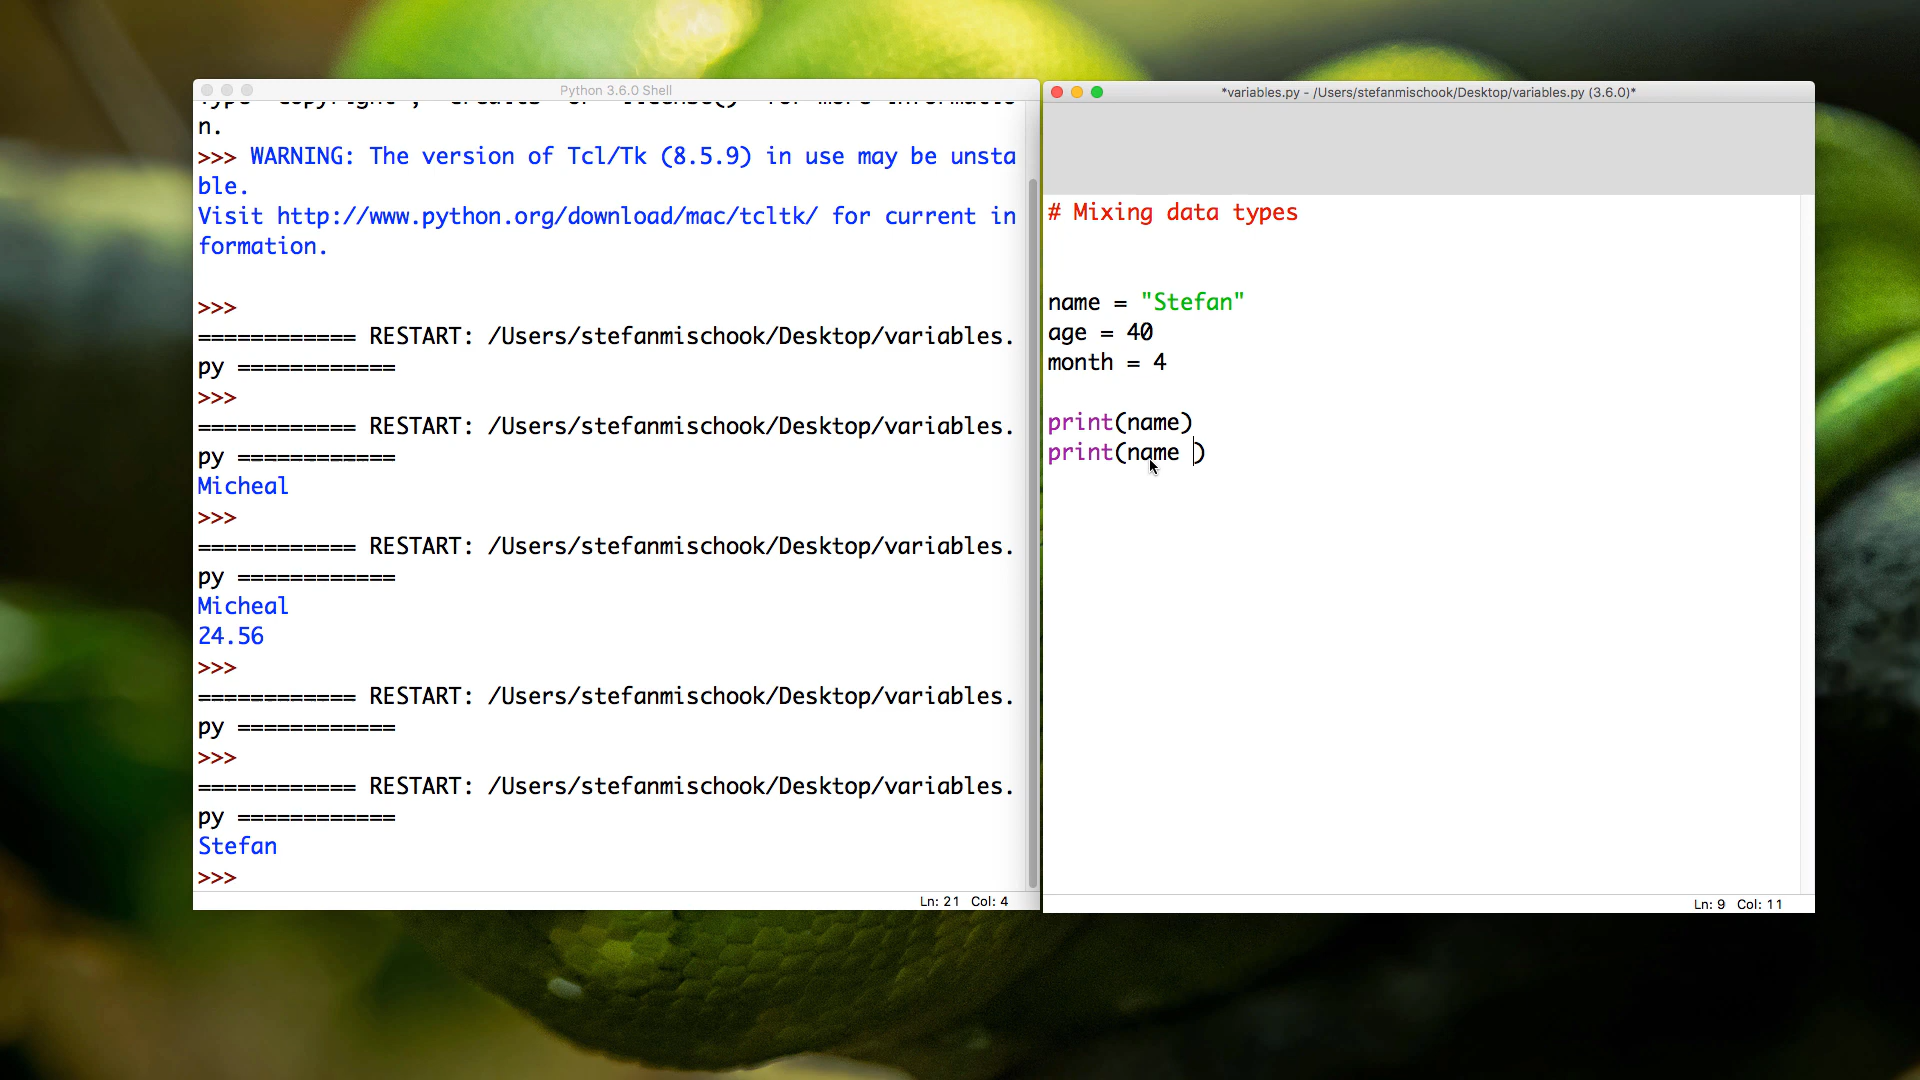 Python 3.6.0 Shell
n.
>>> WARNING: The version of Tcl/Tk (8.5.9) in use may be unsta
ble.
Visit http://www.python.org/download/mac/tcltk/ for current in
formation.
>>>
============ RESTART: /Users/stefanmischook/Desktop/variables.
py ============
>>>
============ RESTART: /Users/stefanmischook/Desktop/variables.
py ============
Micheal
>>>
============ RESTART: /Users/stefanmischook/Desktop/variables.
py ============
Micheal
24.56
>>>
============ RESTART: /Users/stefanmischook/Desktop/variables.
py ============
>>>
============ RESTART: /Users/stefanmischook/Desktop/variables.
py ============
Stefan
>>>
Ln: 21 Col: 4
*variables.py - /Users/stefanmischook/Desktop/variables.py (3.6.0)*
# Mixing data types
name = "Stefan"
age = 40
month = 4
print(name)
print(name )
Ln: 9 Col: 11